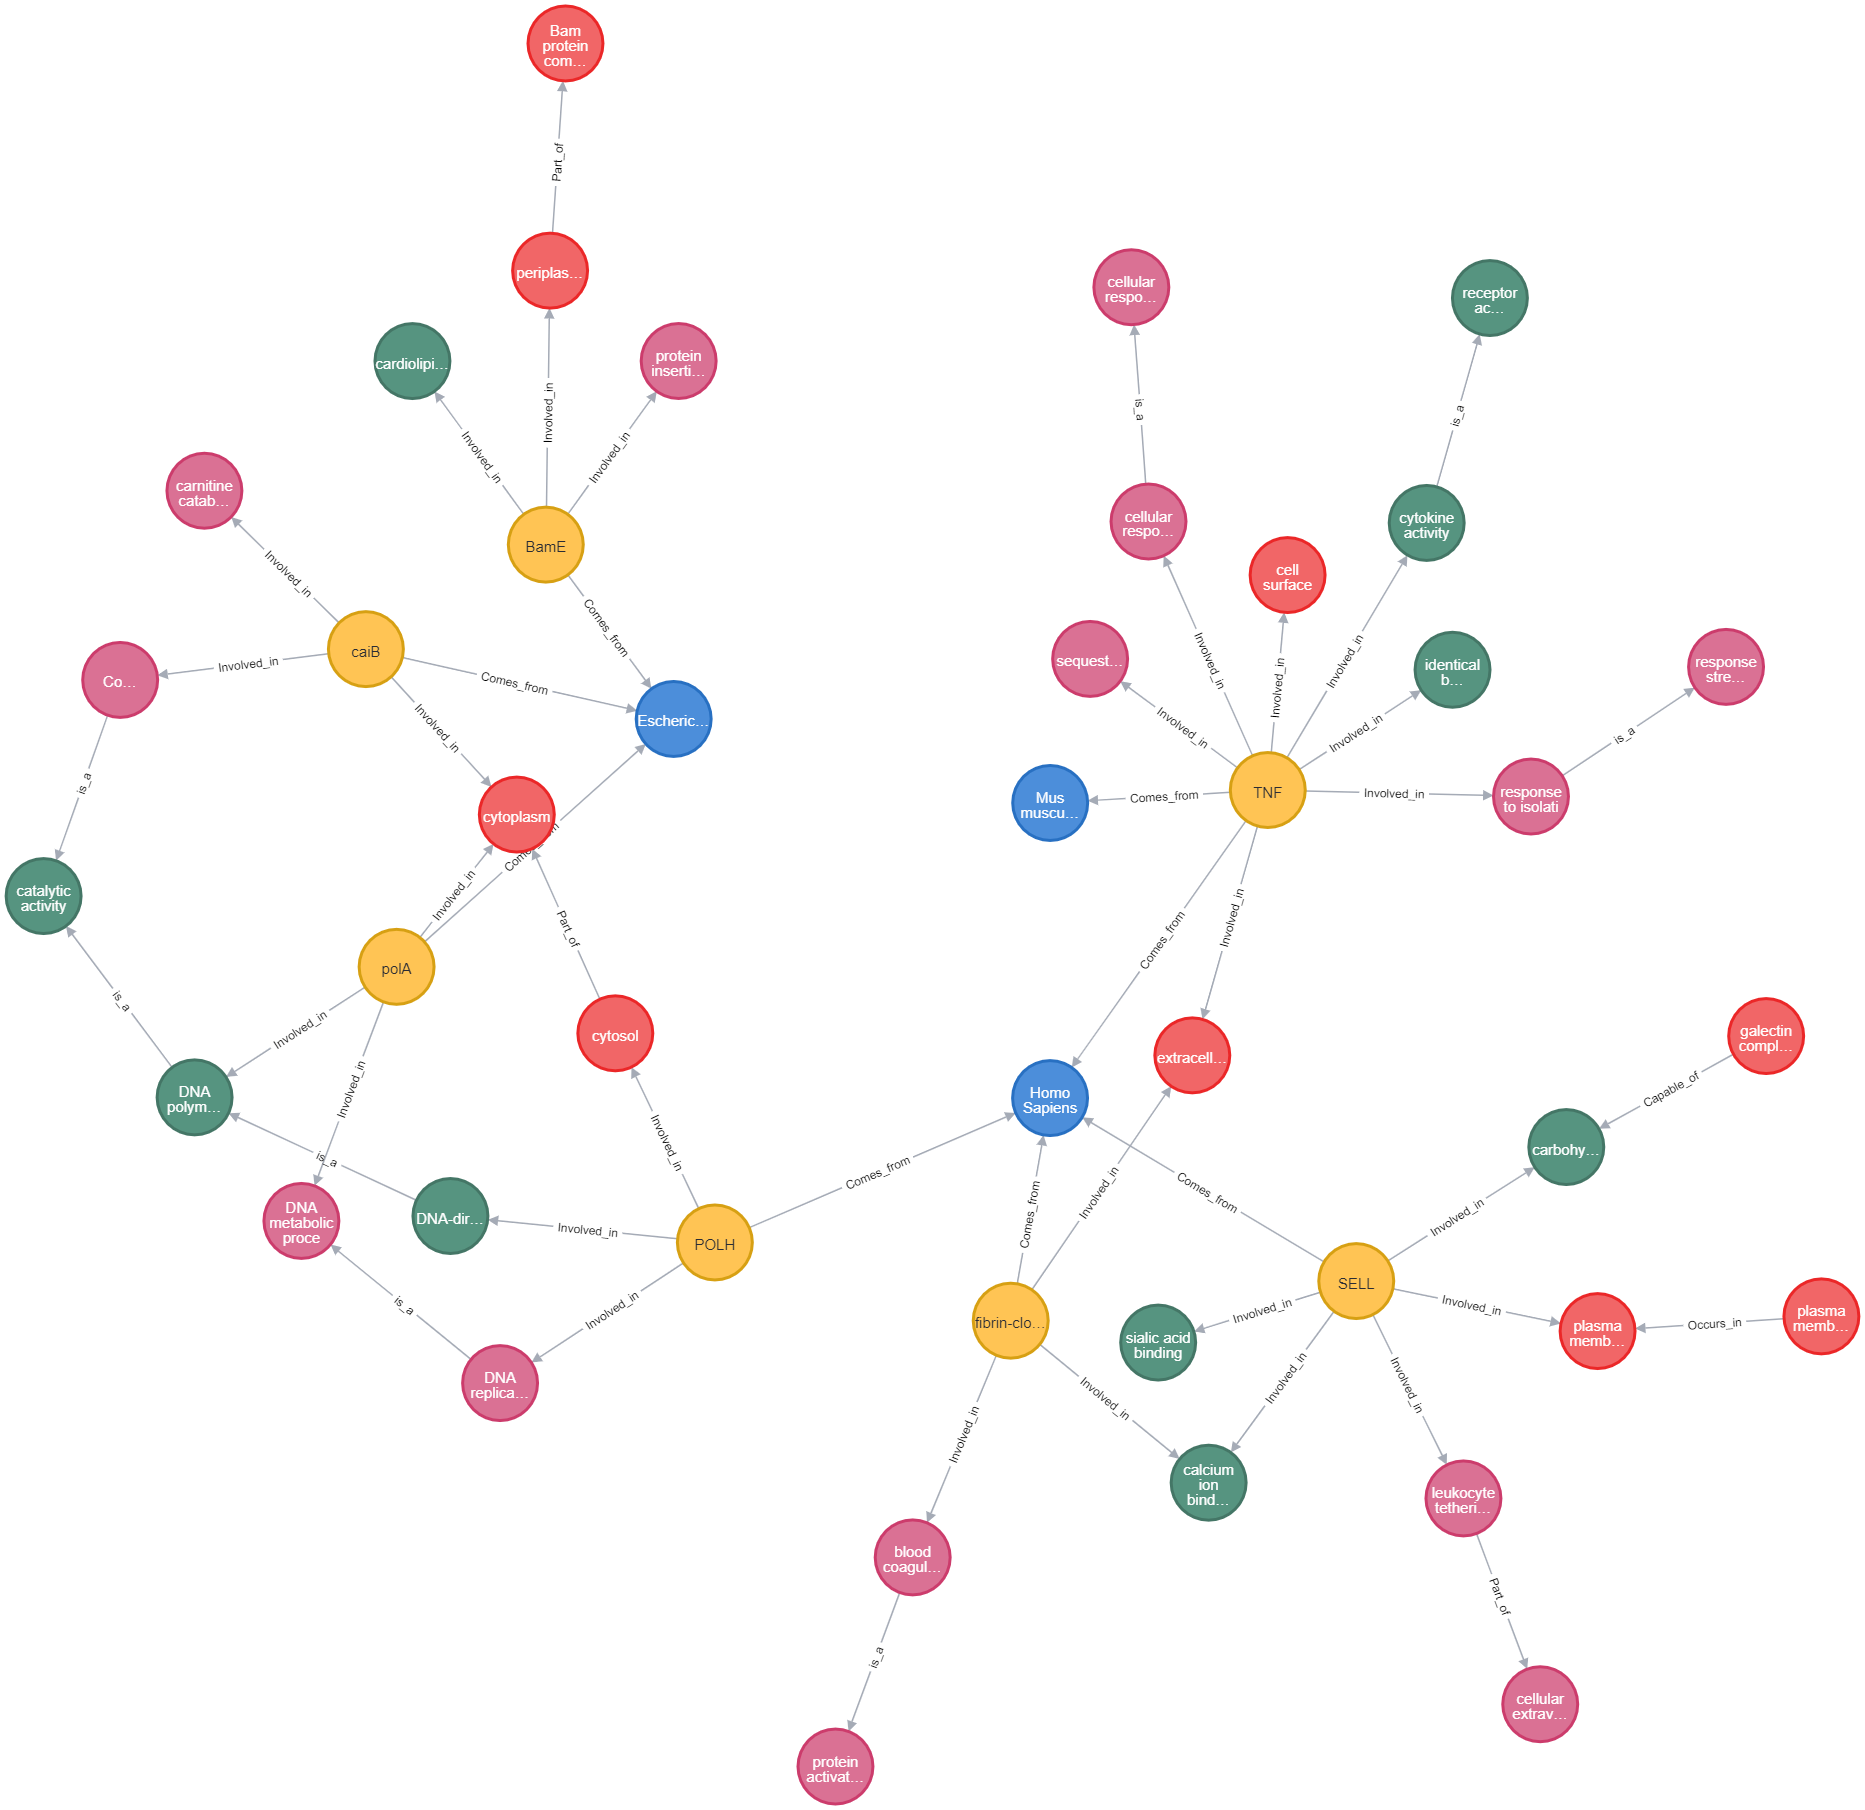 Bam
protein
com…
Part_of
periplas…
cellular
respo…
receptor
ac…
cardiolipi…
protein
inserti…
is_a
is_a
Involved_in
Involved_in
Involved_in
carnitine
catab…
cellular
respo…
cytokine
activity
BamE
cell
surface
Involved_in
Comes_from
caiB
Involved_in
Co…
Comes_from
Involved_in
Escheric…
sequest…
Involved_in
Involved_in
Involved_in
identical
b…
response
stre…
Involved_in
Involved_in
is_a
is_a
cytoplasm
Mus
muscu…
Comes_from
TNF
Involved_in
response
to isolati
catalytic
activity
Involved_in
Comes_from
Part_of
Comes_from
Involved_in
polA
is_a
Involved_in
cytosol
extracell…
galectin
compl…
DNA
polym…
Involved_in
Homo
Sapiens
Capable_of
is_a
Involved_in
Comes_from
carbohy…
DNA
metabolic
proce
DNA-dir…
Involved_in
POLH
Comes_from
Involved_in
Comes_from
Involved_in
is_a
Involved_in
SELL
fibrin-clo…
sialic acid
binding
Involved_in
Involved_in
plasma
memb…
Occurs_in
plasma
memb…
DNA
replica…
Involved_in
Involved_in
Involved_in
Involved_in
calcium
ion
bind…
leukocyte
tetheri…
blood
coagul…
Part_of
is_a
cellular
extrav…
protein
activat…